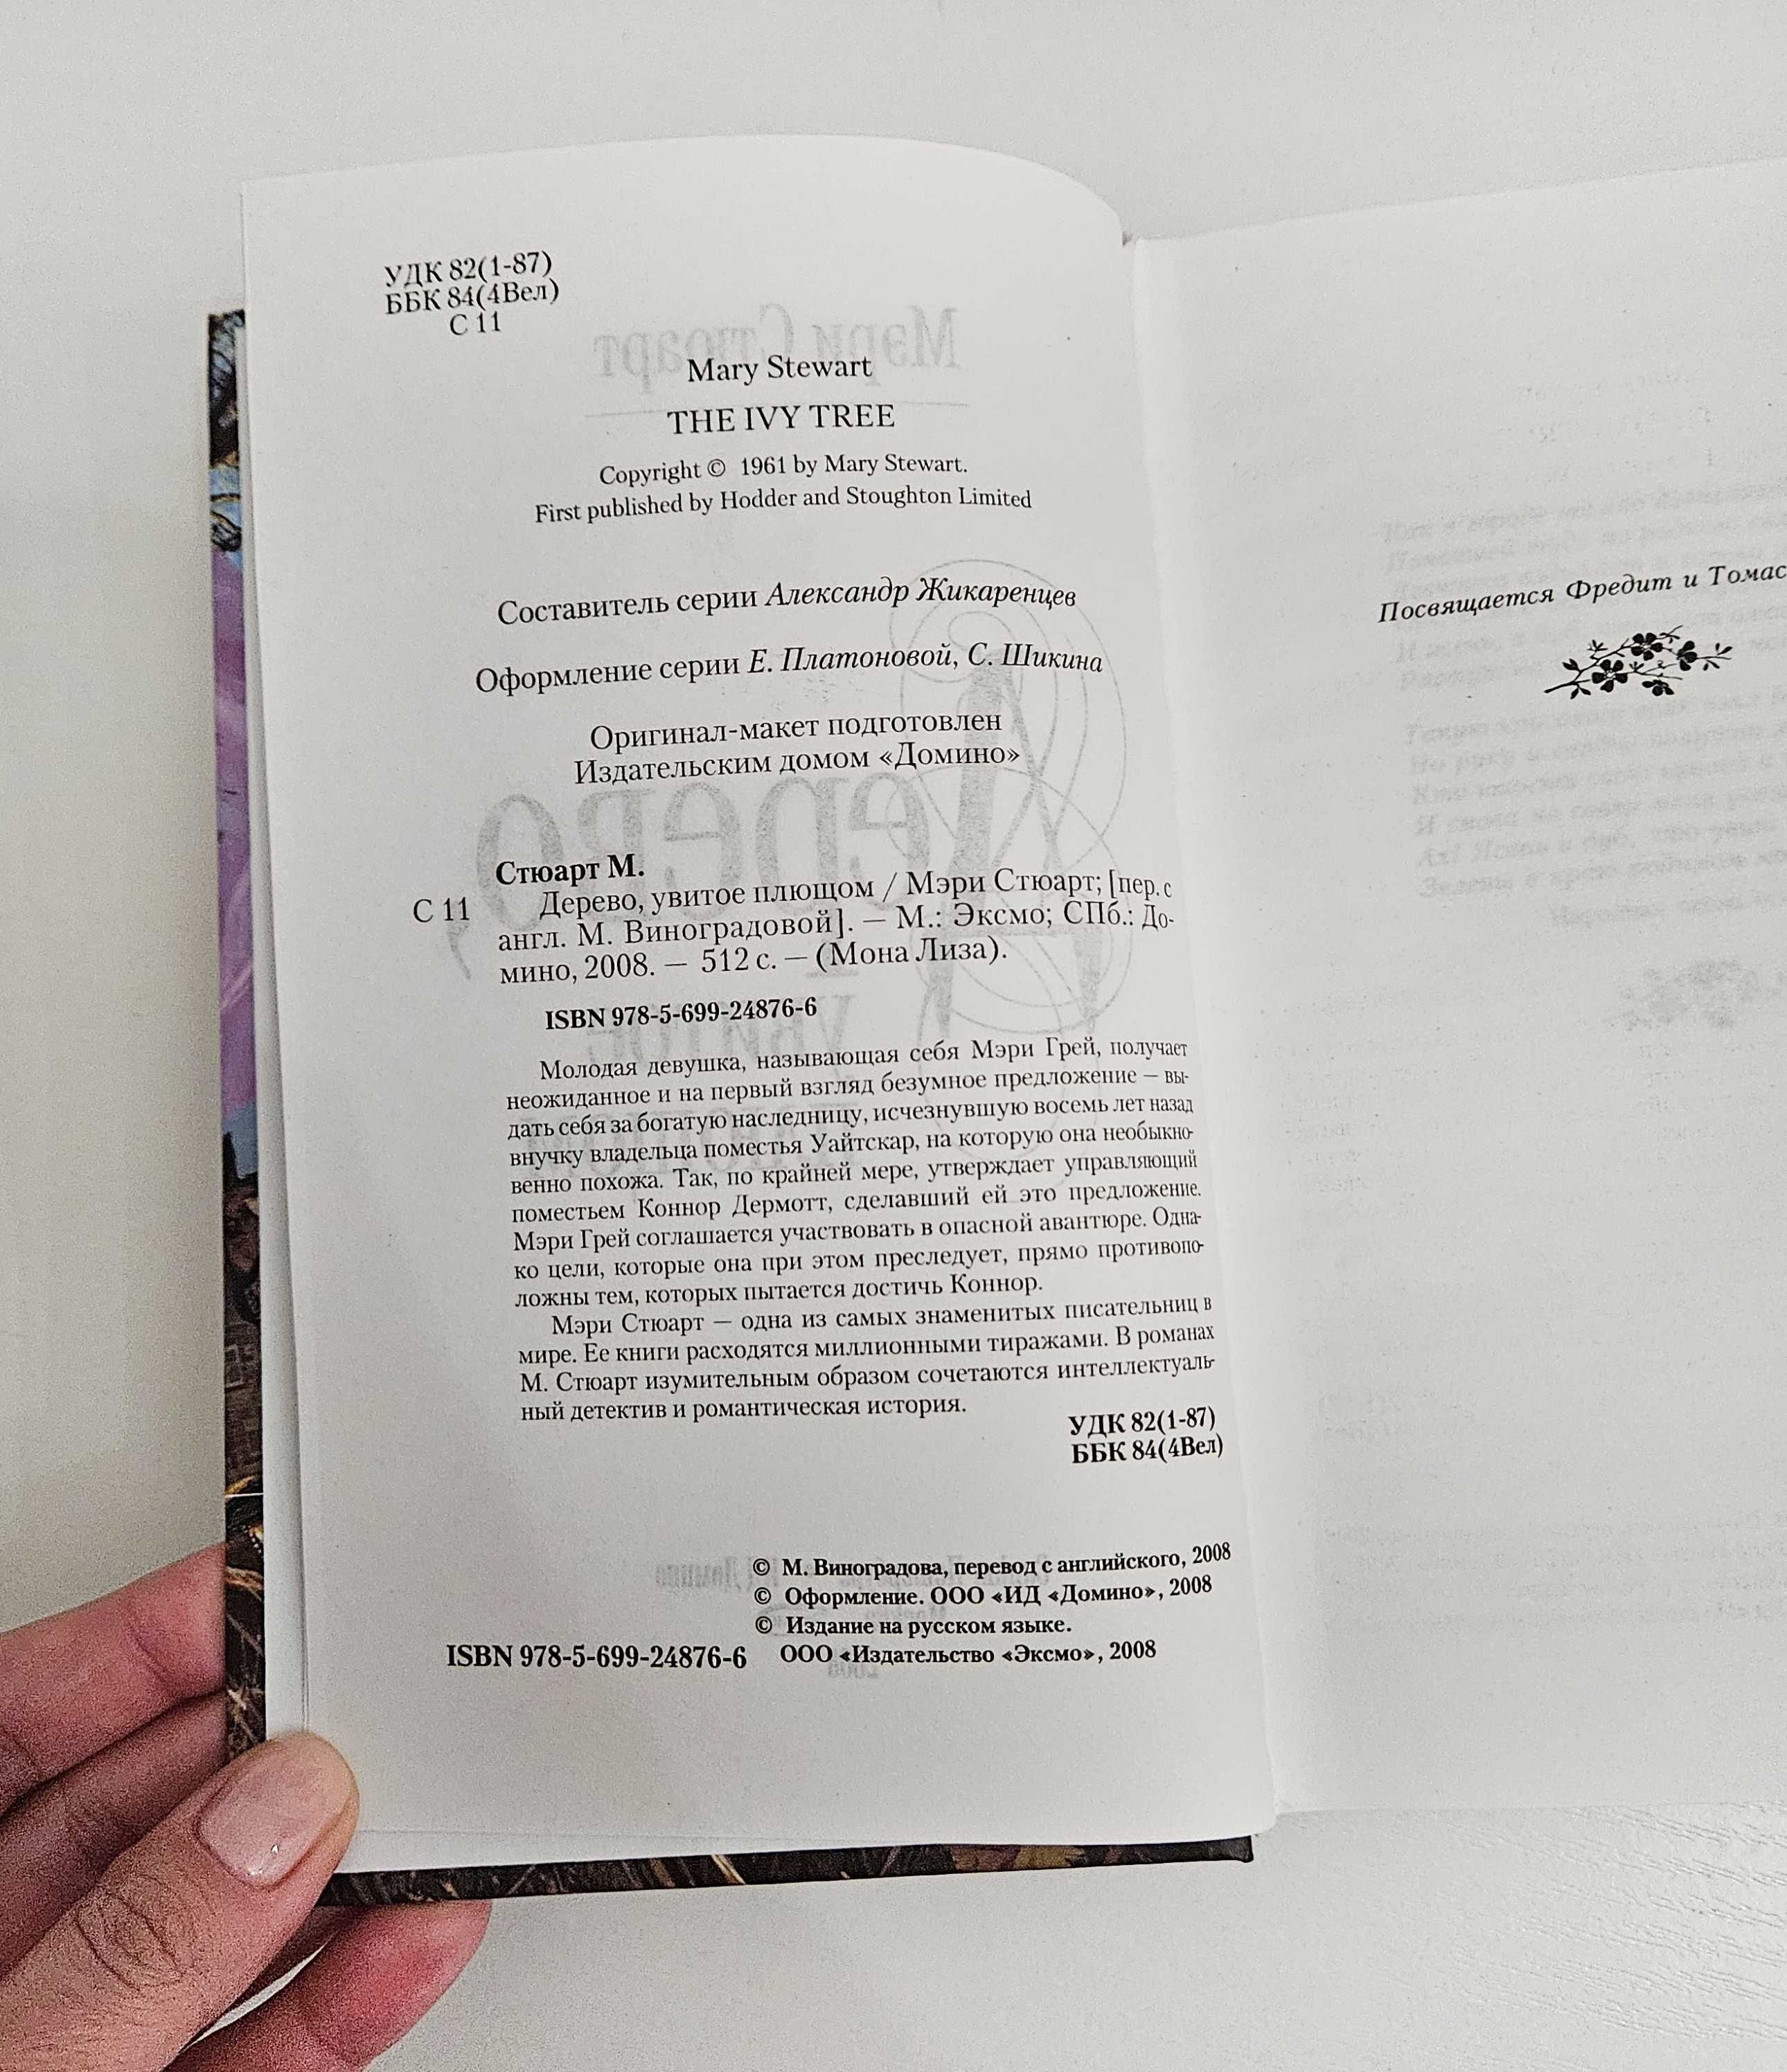 УДК 82(1-87)
ББК 84(4Вел)
С 11
Mary Stewart
THE IVY TREE
Copyright © 1961 by Mary Stewart.
First published by Hodder and Stoughton Limited
Составитель серии Александр Жикаренцев
Оформление серии Е. Платоновой, С. Шикина
Оригинал-макет подготовлен
Издательским домом «Домино»
Стюарт М.
С 11 Дерево, увитое плющом / Мэри Стюарт; [пер. с
англ. М. Виноградовой]. — М.: Эксмо; СПб.: До-
мино, 2008. — 512 с. — (Мона Лиза).
ISBN 978-5-699-24876-6
Молодая девушка, называющая себя Мэри Грей, получает
неожиданное и на первый взгляд безумное предложение — вы-
дать себя за богатую наследницу, исчезнувшую восемь лет назад
внучку владельца поместья Уайтскар, на которую она необыкно-
венно похожа. Так, по крайней мере, утверждает управляющий
поместьем Коннор Дермотт, сделавший ей это предложение.
Мэри Грей соглашается участвовать в опасной авантюре. Одна-
ко цели, которые она при этом преследует, прямо противопо-
ложны тем, которых пытается достичь Коннор.
Мэри Стюарт — одна из самых знаменитых писательниц в
мире. Ее книги расходятся миллионными тиражами. В романах
М. Стюарт изумительным образом сочетаются интеллектуаль-
ный детектив и романтическая история.
УДК 82(1-87)
ББК 84(4Вел)
© М. Виноградова, перевод с английского, 2008
© Оформление. ООО «ИД «Домино», 2008
© Издание на русском языке.
ISBN 978-5-699-24876-6 ООО «Издательство «Эксмо», 2008
Посвящается Фредит и Томас